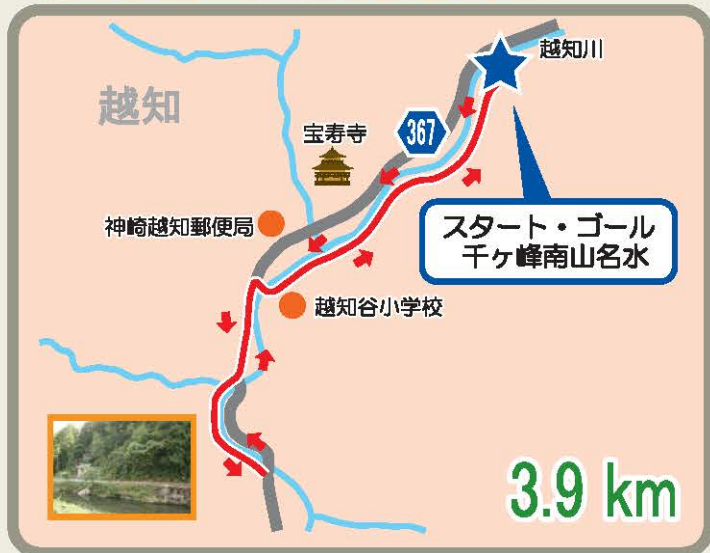 越知川
越知
宝寿寺
367
神崎越知郵便局
スタート・ゴール
千ヶ峰南山名水
越知谷小学校
3.9 km